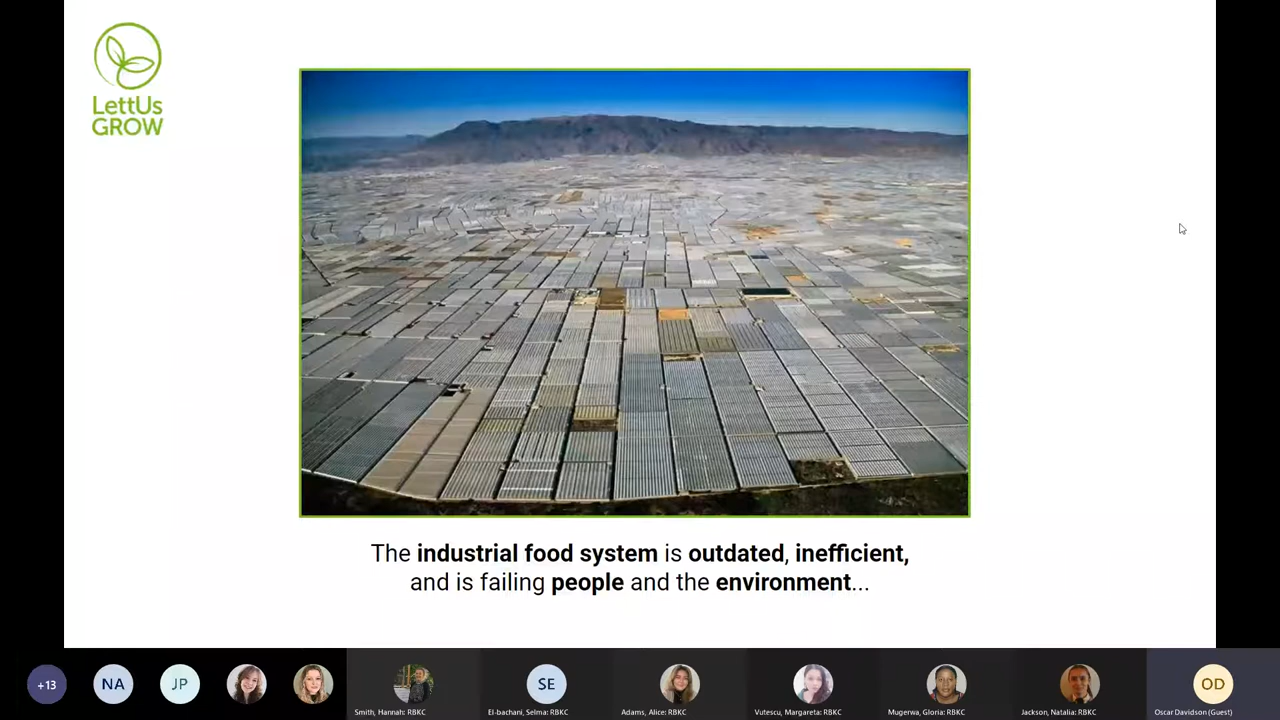 LettUs
GROW
The industrial food system is outdated, inefficient,
and is failing people and the environment...
+13
NA
JP
Smith, Hannah: RBKC
SE
El-bachani, Selma: RBKC
Adams, Alice: RBKC
Vutescu, Margareta: RBKC
Mugerwa, Gloria: RBKC
Jackson, Natalia: RBKC
OD
Oscar Davidson (Guest)